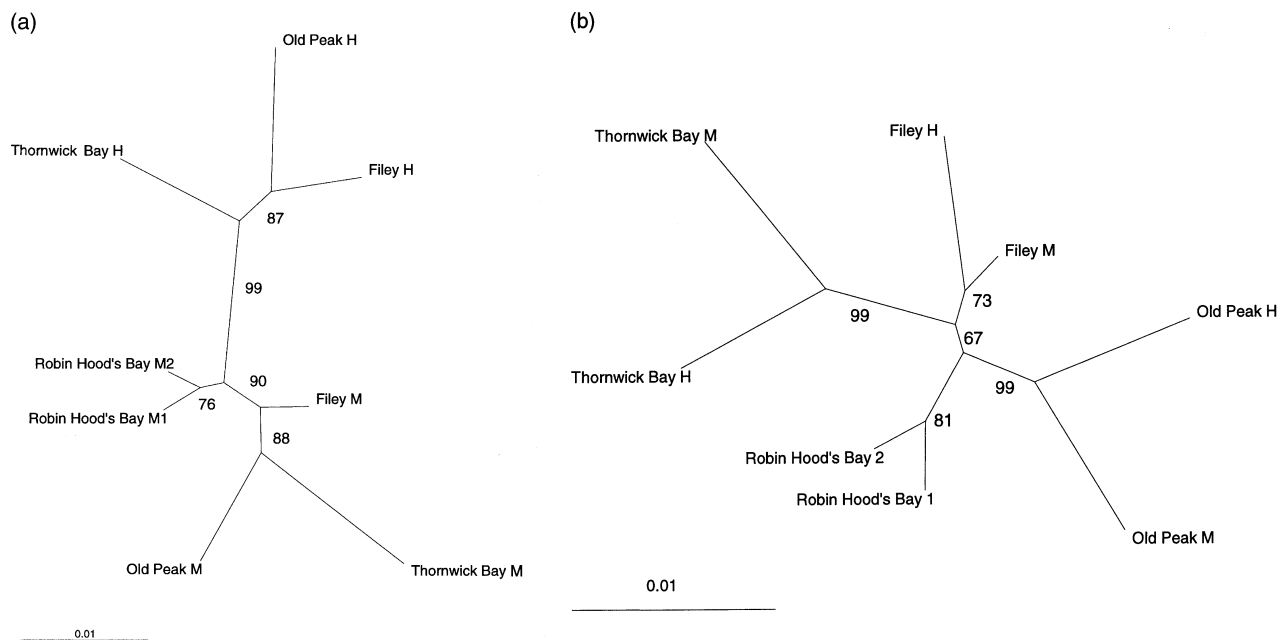 (a)
Old Peak H
Thornwick Bay H
Filey H
87
99
Robin Hood's Bay M2
90
76
Filey M
Robin Hood's Bay M1
88
Old Peak M
Thornwick Bay M
0.01
(b)
Thornwick Bay M
Filey H
Filey M
73
Old Peak H
99
67
Thornwick Bay H
99
81
Robin Hood's Bay 2
Robin Hood's Bay 1
Old Peak M
0.01